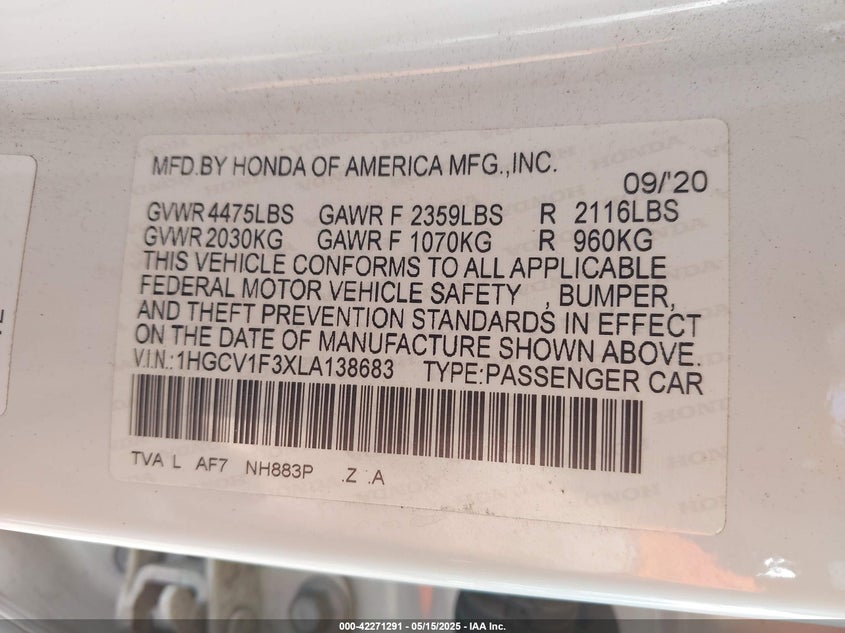 MFD.BY HONDA OF AMERICA MFG.,INC.
09/'20
GVWR 4475LBS GAWR F 2359LBS R 2116LBS
GVWR 2030KG GAWR F 1070KG R 960KG
THIS VEHICLE CONFORMS TO ALL APPLICABLE
FEDERAL MOTOR VEHICLE SAFETY , BUMPER,
AND THEFT PREVENTION STANDARDS IN EFFECT
ON THE DATE OF MANUFACTURE SHOWN ABOVE.
V.I.N.:1HGCV1F3XLA138683 TYPE:PASSENGER CAR
TVA L AF7 NH883P .Z .A
000-42271291 - 05/15/2025 - IAA Inc.